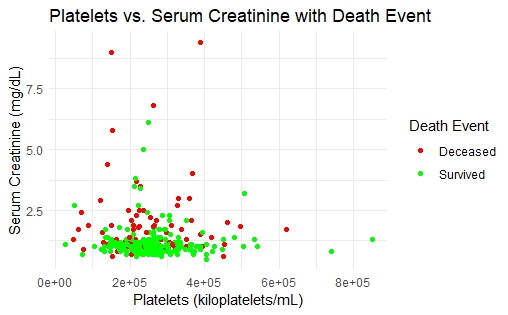 Platelets vs. Serum Creatinine with Death Event
Serum Creatinine (mg/dL)
7.5
5.0
2.5
0e+00 2e+05 4e+05 6e+05 8e+05
Platelets (kiloplatelets/mL)
Death Event
Deceased
Survived